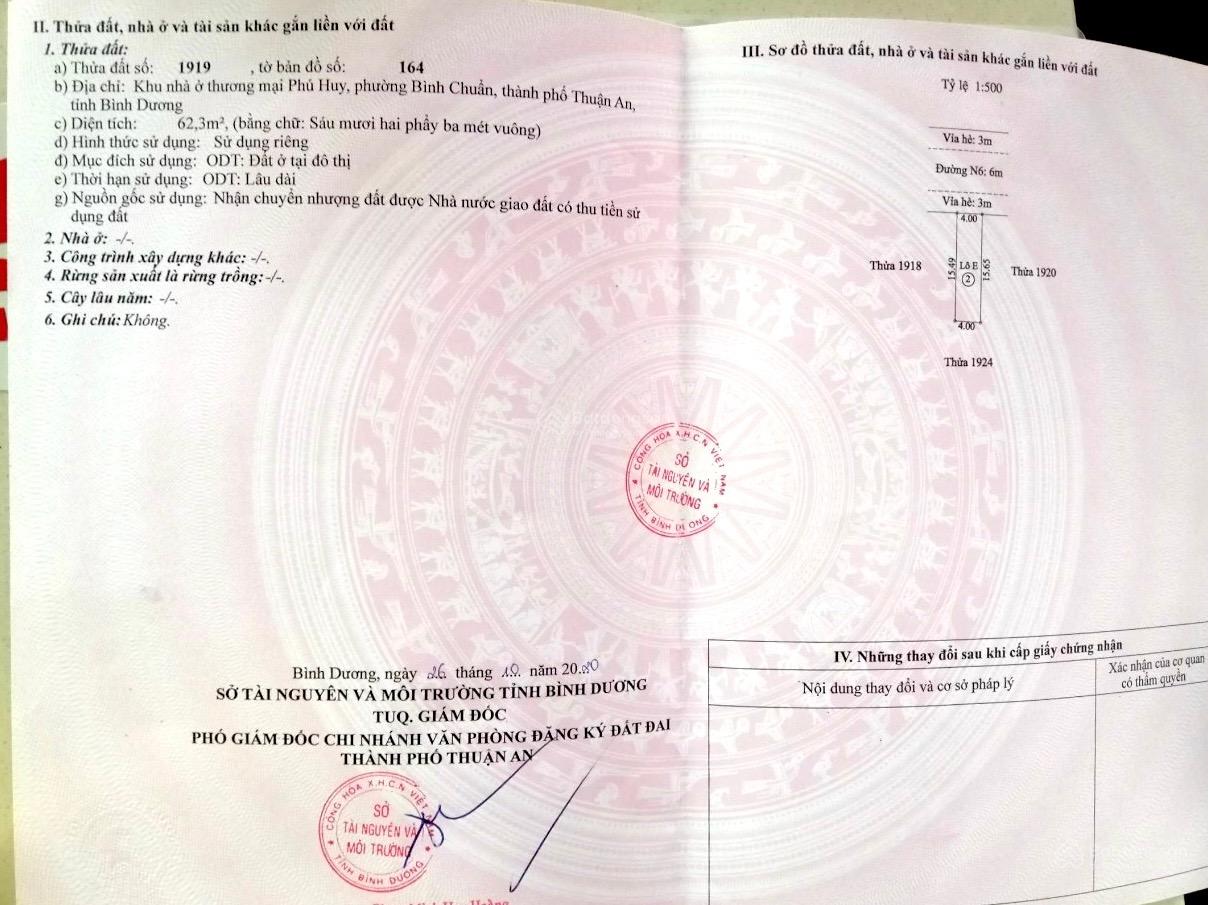 II. Thửa đất, nhà ở và tài sản khác gắn liền với đất
1. Thửa đất:
a) Thửa đất số: 1919 , tờ bản đồ số: 164
b) Địa chỉ: Khu nhà ở thương mại Phú Huy, phường Bình Chuẩn, thành phố Thuận An,
tỉnh Bình Dương
c) Diện tích: 62,3m², (bằng chữ: Sáu mươi hai phẩy ba mét vuông)
d) Hình thức sử dụng: Sử dụng riêng
đ) Mục đích sử dụng: ODT: Đất ở tại đô thị
e) Thời hạn sử dụng: ODT: Lâu dài
g) Nguồn gốc sử dụng: Nhận chuyển nhượng đất được Nhà nước giao đất có thu tiền sử
dụng đất
2. Nhà ở: -/-.
3. Công trình xây dựng khác: -/-.
4. Rừng sản xuất là rừng trồng: -/-.
5. Cây lâu năm: -/-.
6. Ghi chú: Không.
Bình Dương, ngày 26 tháng 10 năm 2020
SỞ TÀI NGUYÊN VÀ MÔI TRƯỜNG TỈNH BÌNH DƯƠNG
TUQ. GIÁM ĐỐC
PHÓ GIÁM ĐỐC CHI NHÁNH VĂN PHÒNG ĐĂNG KÝ ĐẤT ĐAI
THÀNH PHỐ THUẬN AN
CỘNG HÒA X.H.C.N VIỆT NAM
SỞ
TÀI NGUYÊN VÀ
MÔI TRƯỜNG
TỈNH BÌNH DƯƠNG
III. Sơ đồ thửa đất, nhà ở và tài sản khác gắn liền với đất
Tỷ lệ 1:500
Vỉa hè: 3m
Đường N6: 6m
Vỉa hè: 3m
4.00
Thửa 1918
15.49
Lô E
2
15.65
Thửa 1920
4.00
Thửa 1924
CỘNG HÒA X.H.C.N VIỆT NAM
SỞ
TÀI NGUYÊN VÀ
MÔI TRƯỜNG
TỈNH BÌNH DƯƠNG
IV. Những thay đổi sau khi cấp giấy chứng nhận
Nội dung thay đổi và cơ sở pháp lý
Xác nhận của cơ quan
có thẩm quyền